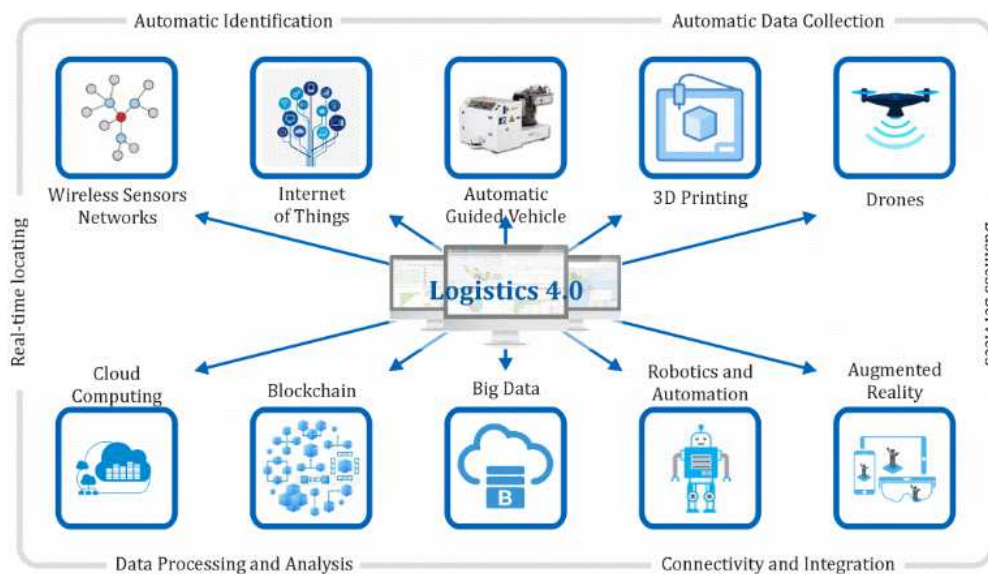 Automatic Identification
Automatic Data Collection
Wireless Sensors
Networks
Internet
of Things
Automatic
Guided Vehicle
3D Printing
Drones
Real-time locating
Business Services
Logistics 4.0
Cloud
Computing
Blockchain
Big Data
Robotics and
Automation
Augmented
Reality
B
Data Processing and Analysis
Connectivity and Integration